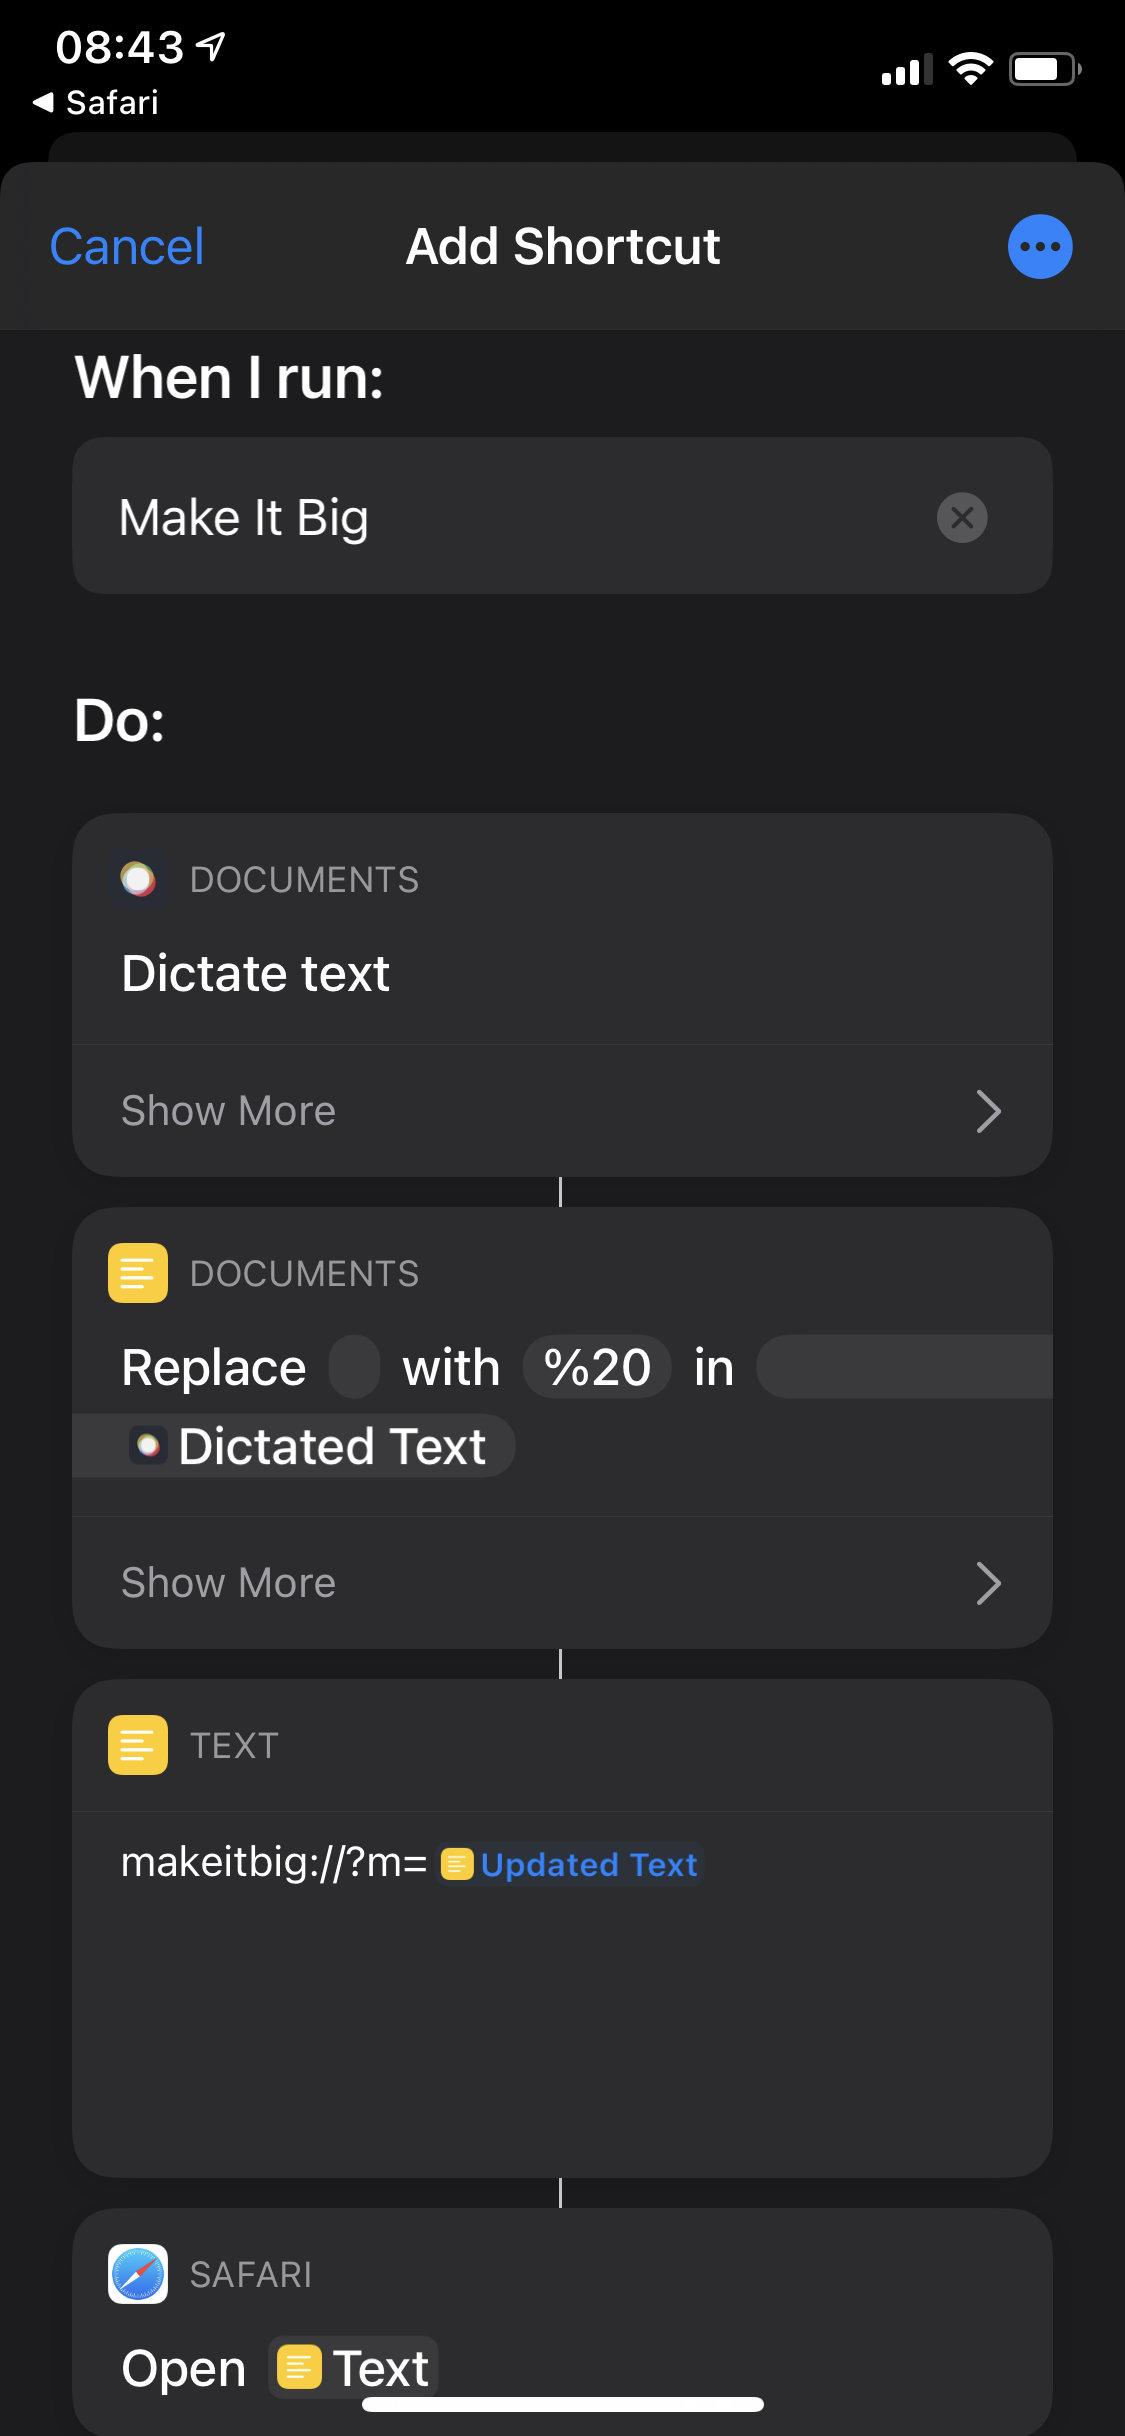 08:43
Safari
Cancel Add Shortcut
When I run:
Make It Big
Do:
DOCUMENTS
Dictate text
Show More
DOCUMENTS
Replace with %20 in
Dictated Text
Show More
TEXT
makeitbig://?m= Updated Text
SAFARI
Open Text